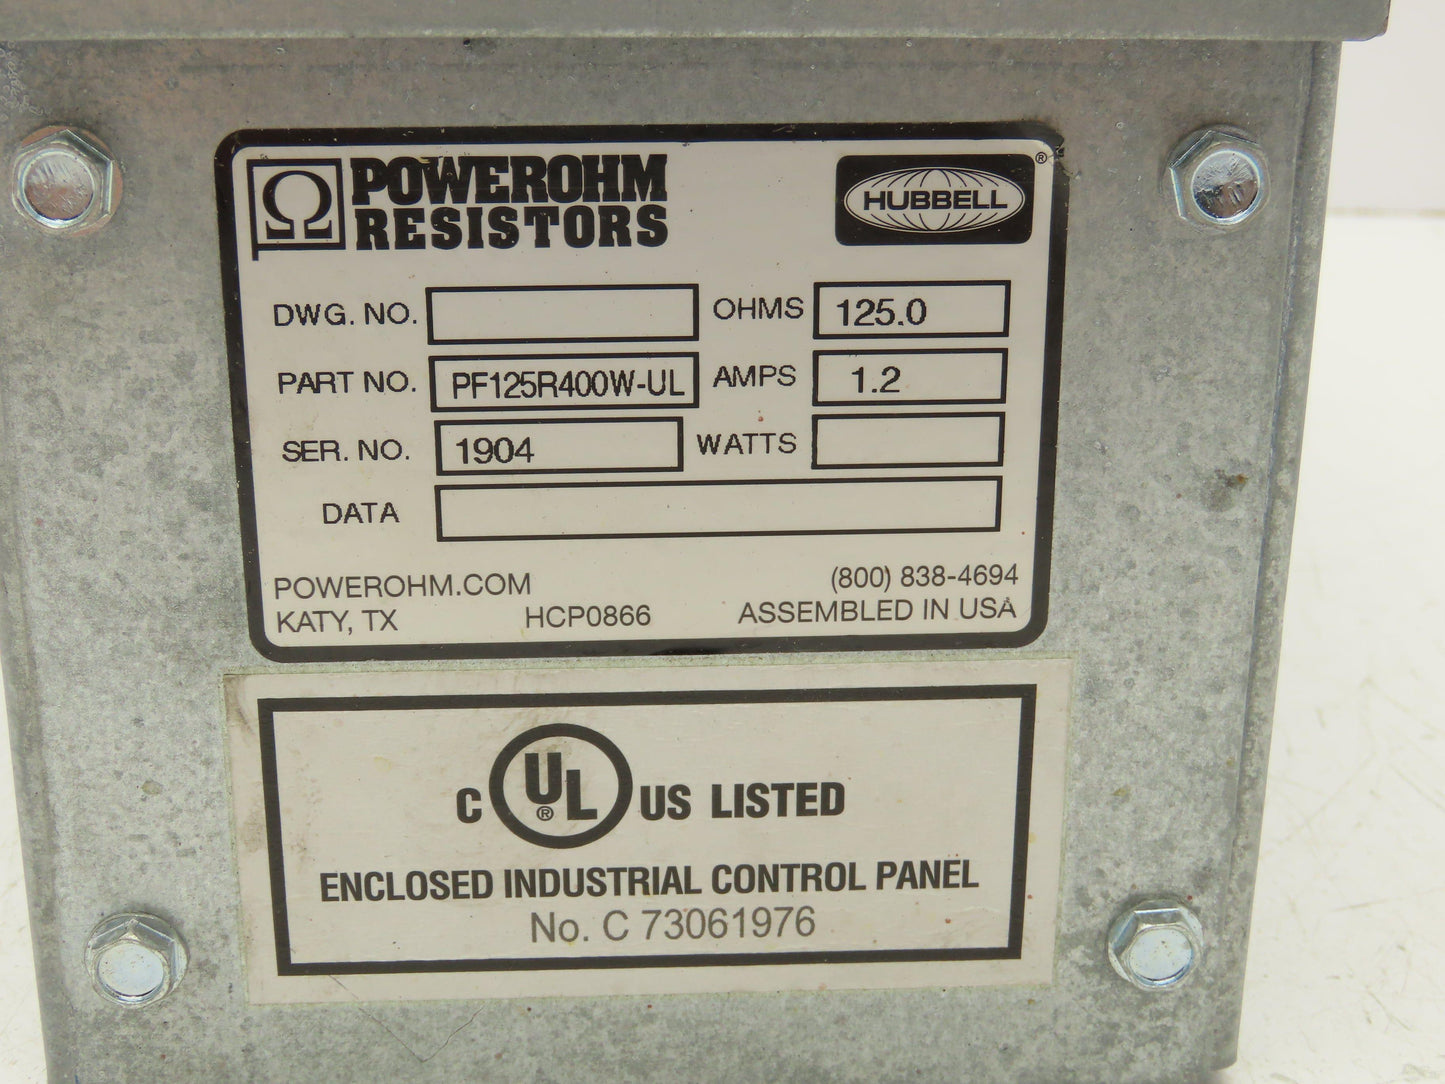 POWEROHM
RESISTORS
HUBBELL ®
DWG. NO.
OHMS 125.0
PART NO. PF125R400W-UL
AMPS 1.2
SER. NO. 1904
WATTS
DATA
POWEROHM.COM
(800) 838-4694
KATY, TX HCP0866 ASSEMBLED IN USA
C UL ® US LISTED
ENCLOSED INDUSTRIAL CONTROL PANEL
No. C 73061976